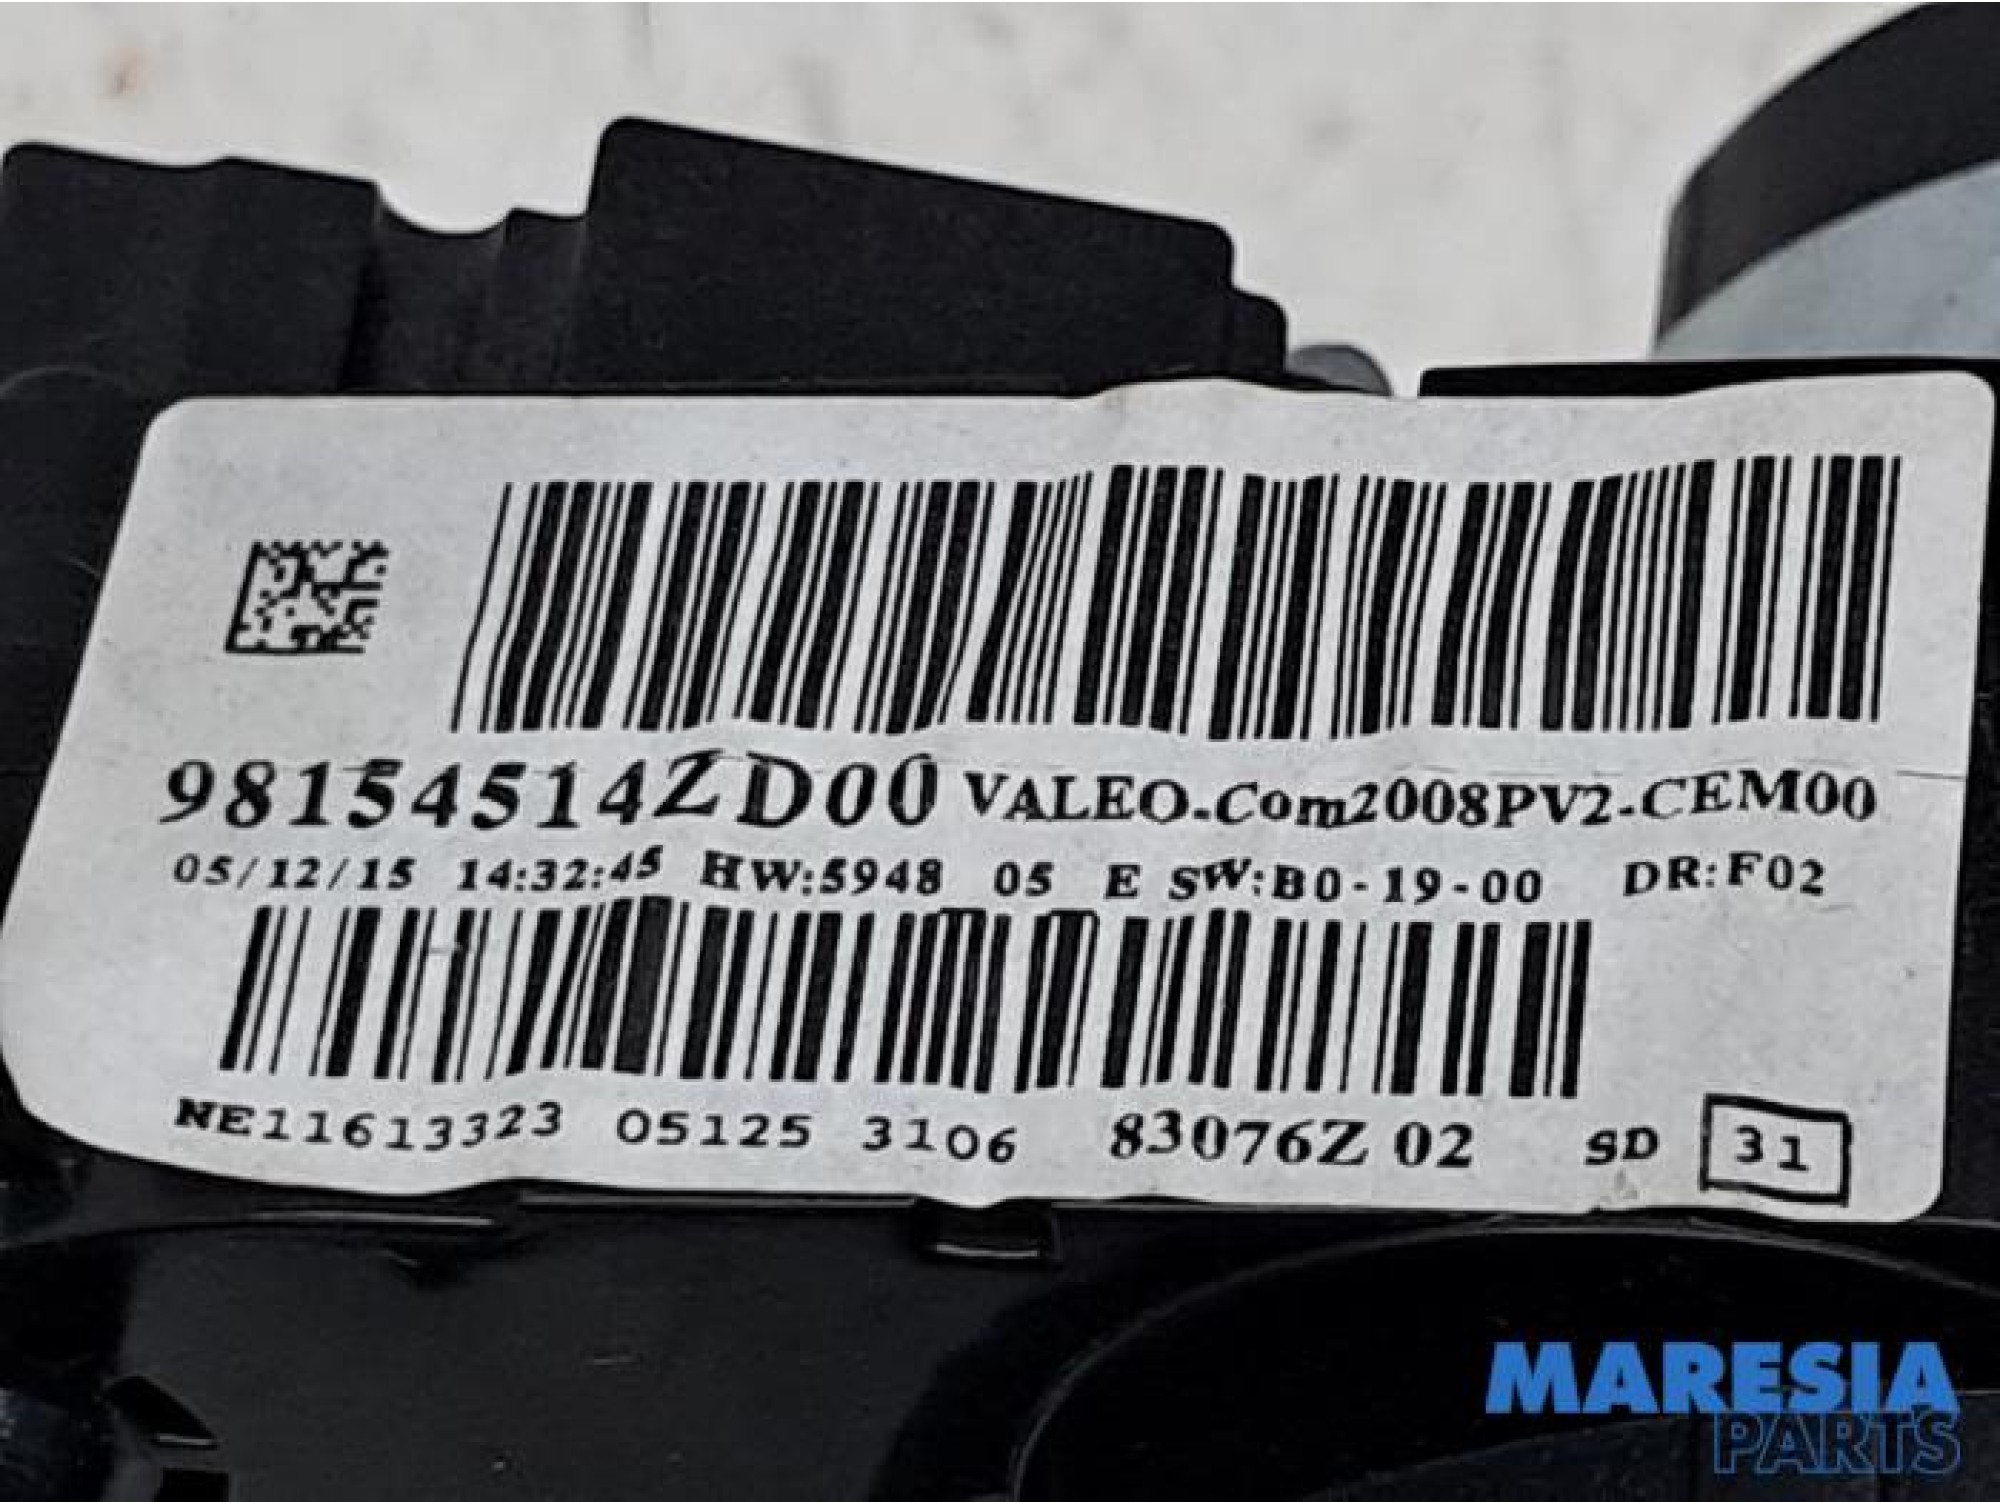 98154514ZD00 VALEO-Com2008PV2-CEM00
05/12/15 14:32:45 HW:5948 05 E SW:B0-19-00 DR:F02
NE11613323 05125 3106 83076Z 02 SD 31
MARESIA
PARTS